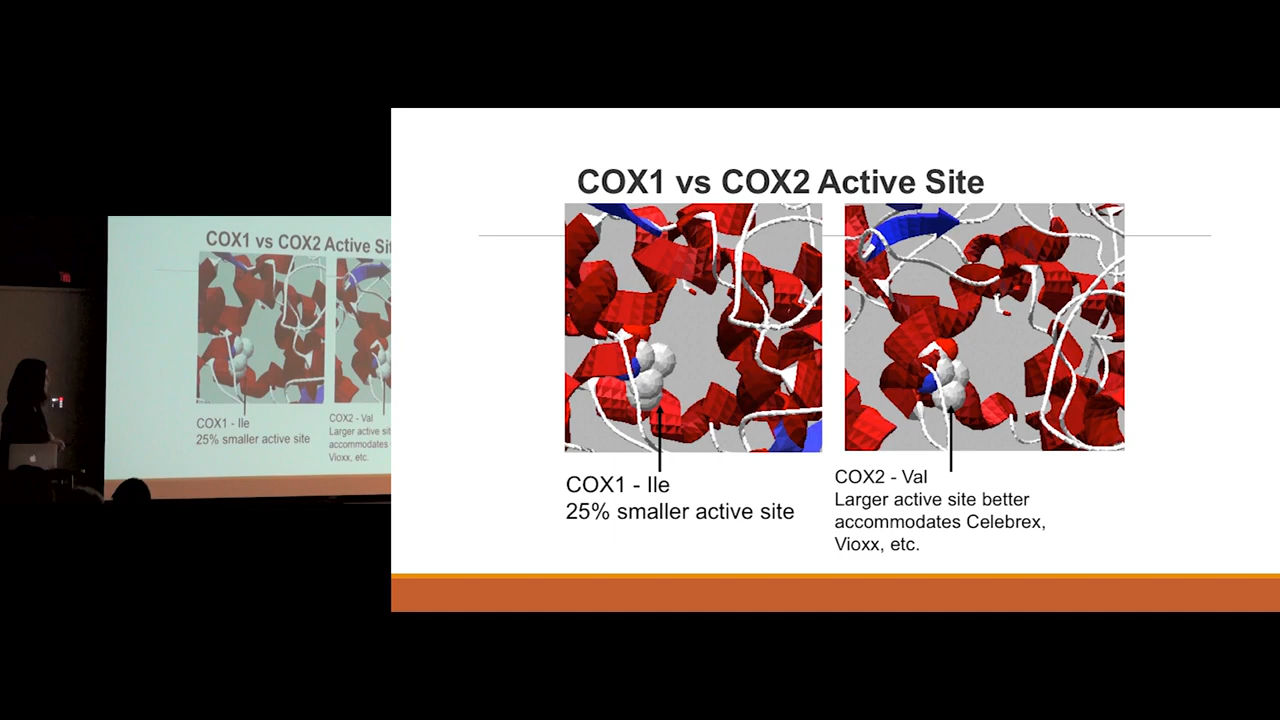 COX1 vs COX2 Active Site
COX1 - Ile
25% smaller active site
COX2 - Val
Larger active site better
accommodates Celebrex,
Vioxx, etc.
COX1 vs COX2 Active Sit
COX1 - Ile
25% smaller active site
COX2 - Val
Larger active sit
accommodates
Vioxx, etc.